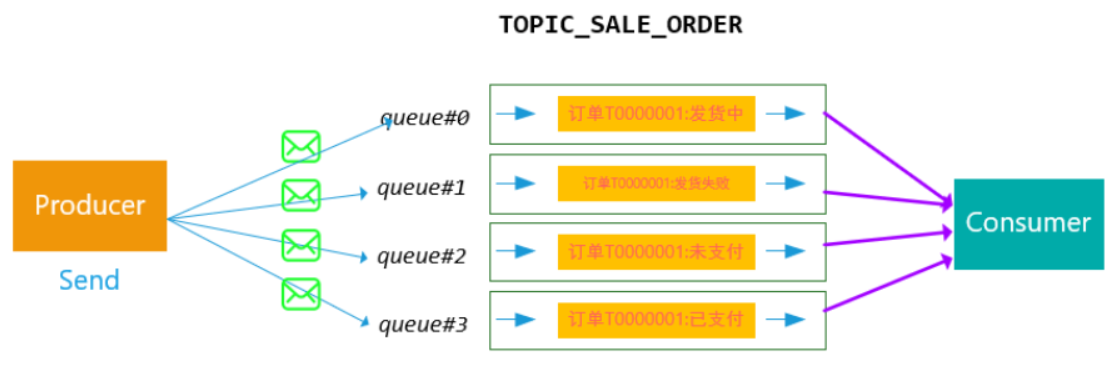 TOPIC_SALE_ORDER
Producer
Send
queue#0
订单T0000001:发货中
queue#1
订单T0000001:发货失败
queue#2
订单T0000001:未支付
queue#3
订单T0000001:已支付
Consumer